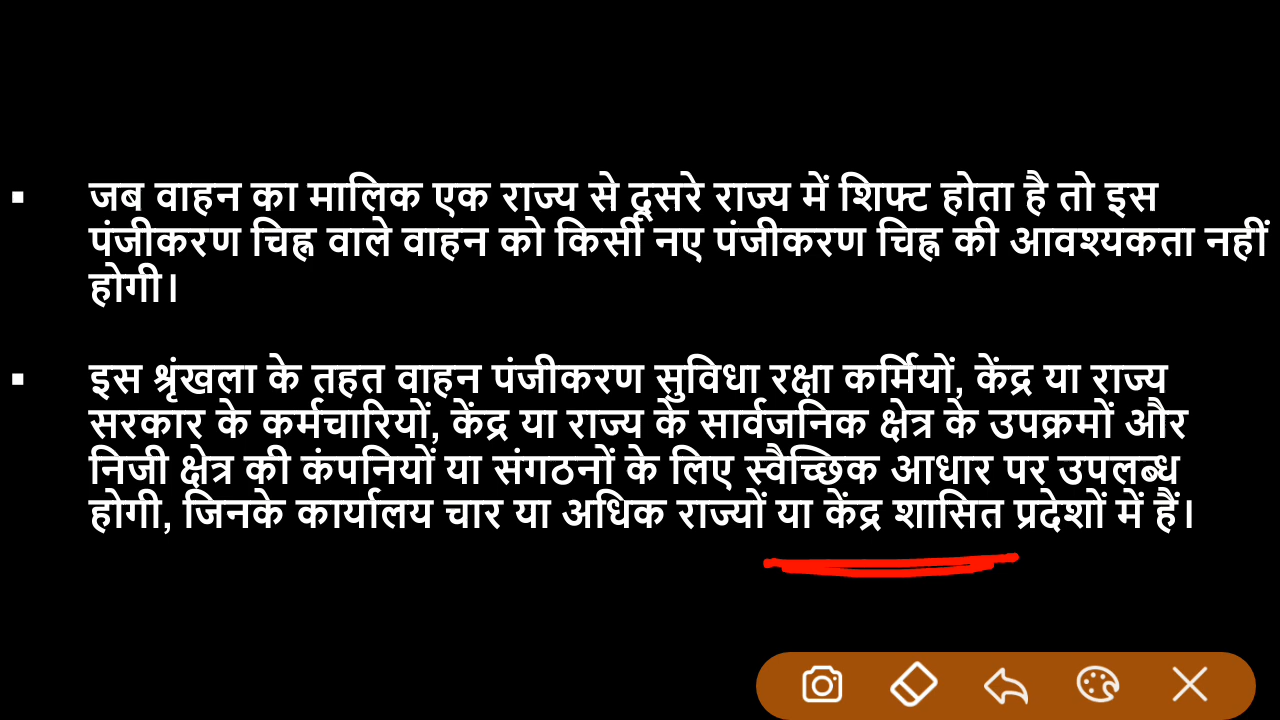 ▪ जब वाहन का मालिक एक राज्य से दूसरे राज्य में शिफ्ट होता है तो इस
पंजीकरण चिह्न वाले वाहन को किसी नए पंजीकरण चिह्न की आवश्यकता नहीं
होगी।
▪ इस श्रृंखला के तहत वाहन पंजीकरण सुविधा रक्षा कर्मियों, केंद्र या राज्य
सरकार के कर्मचारियों, केंद्र या राज्य के सार्वजनिक क्षेत्र के उपक्रमों और
निजी क्षेत्र की कंपनियों या संगठनों के लिए स्वैच्छिक आधार पर उपलब्ध
होगी, जिनके कार्यालय चार या अधिक राज्यों या केंद्र शासित प्रदेशों में हैं।